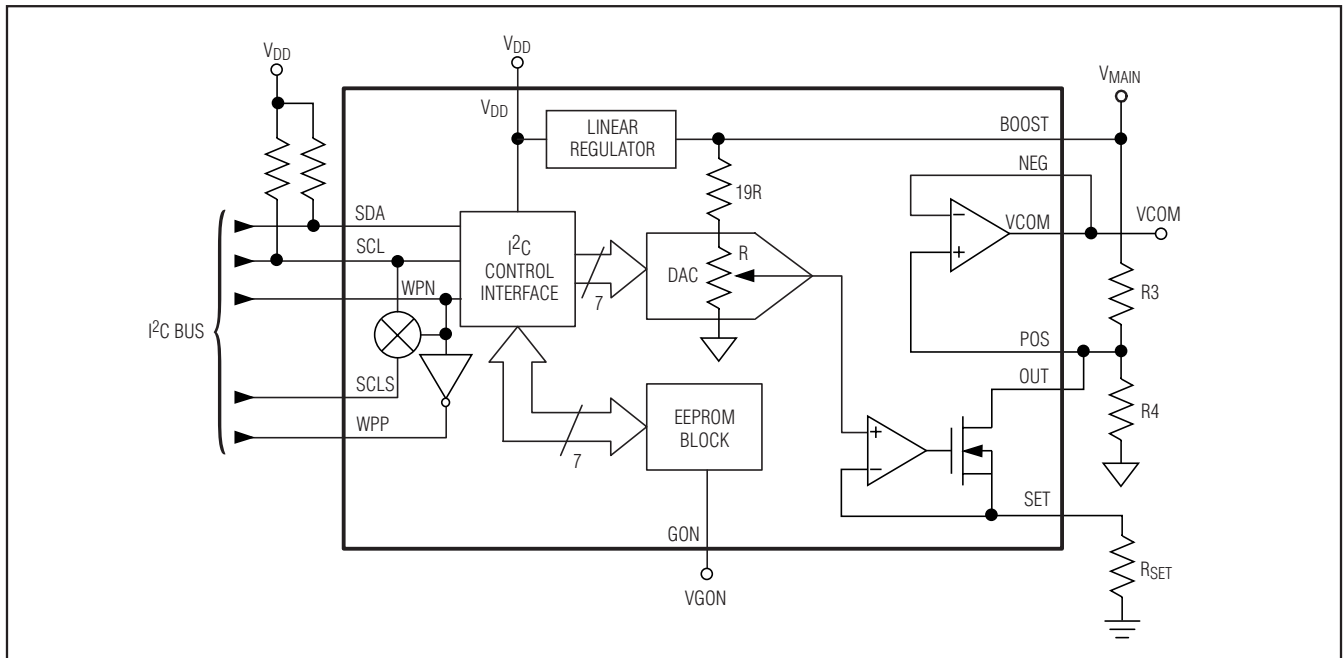 VDD
VDD
VMAIN
VDD
LINEAR
REGULATOR
BOOST
NEG
19R
SDA
VCOM
VCOM
SCL
I2C
CONTROL
INTERFACE
R
DAC
WPN
7
R3
I2C BUS
POS
OUT
SCLS
EEPROM
BLOCK
R4
WPP
7
SET
GON
RSET
VGON
+
−
−
+